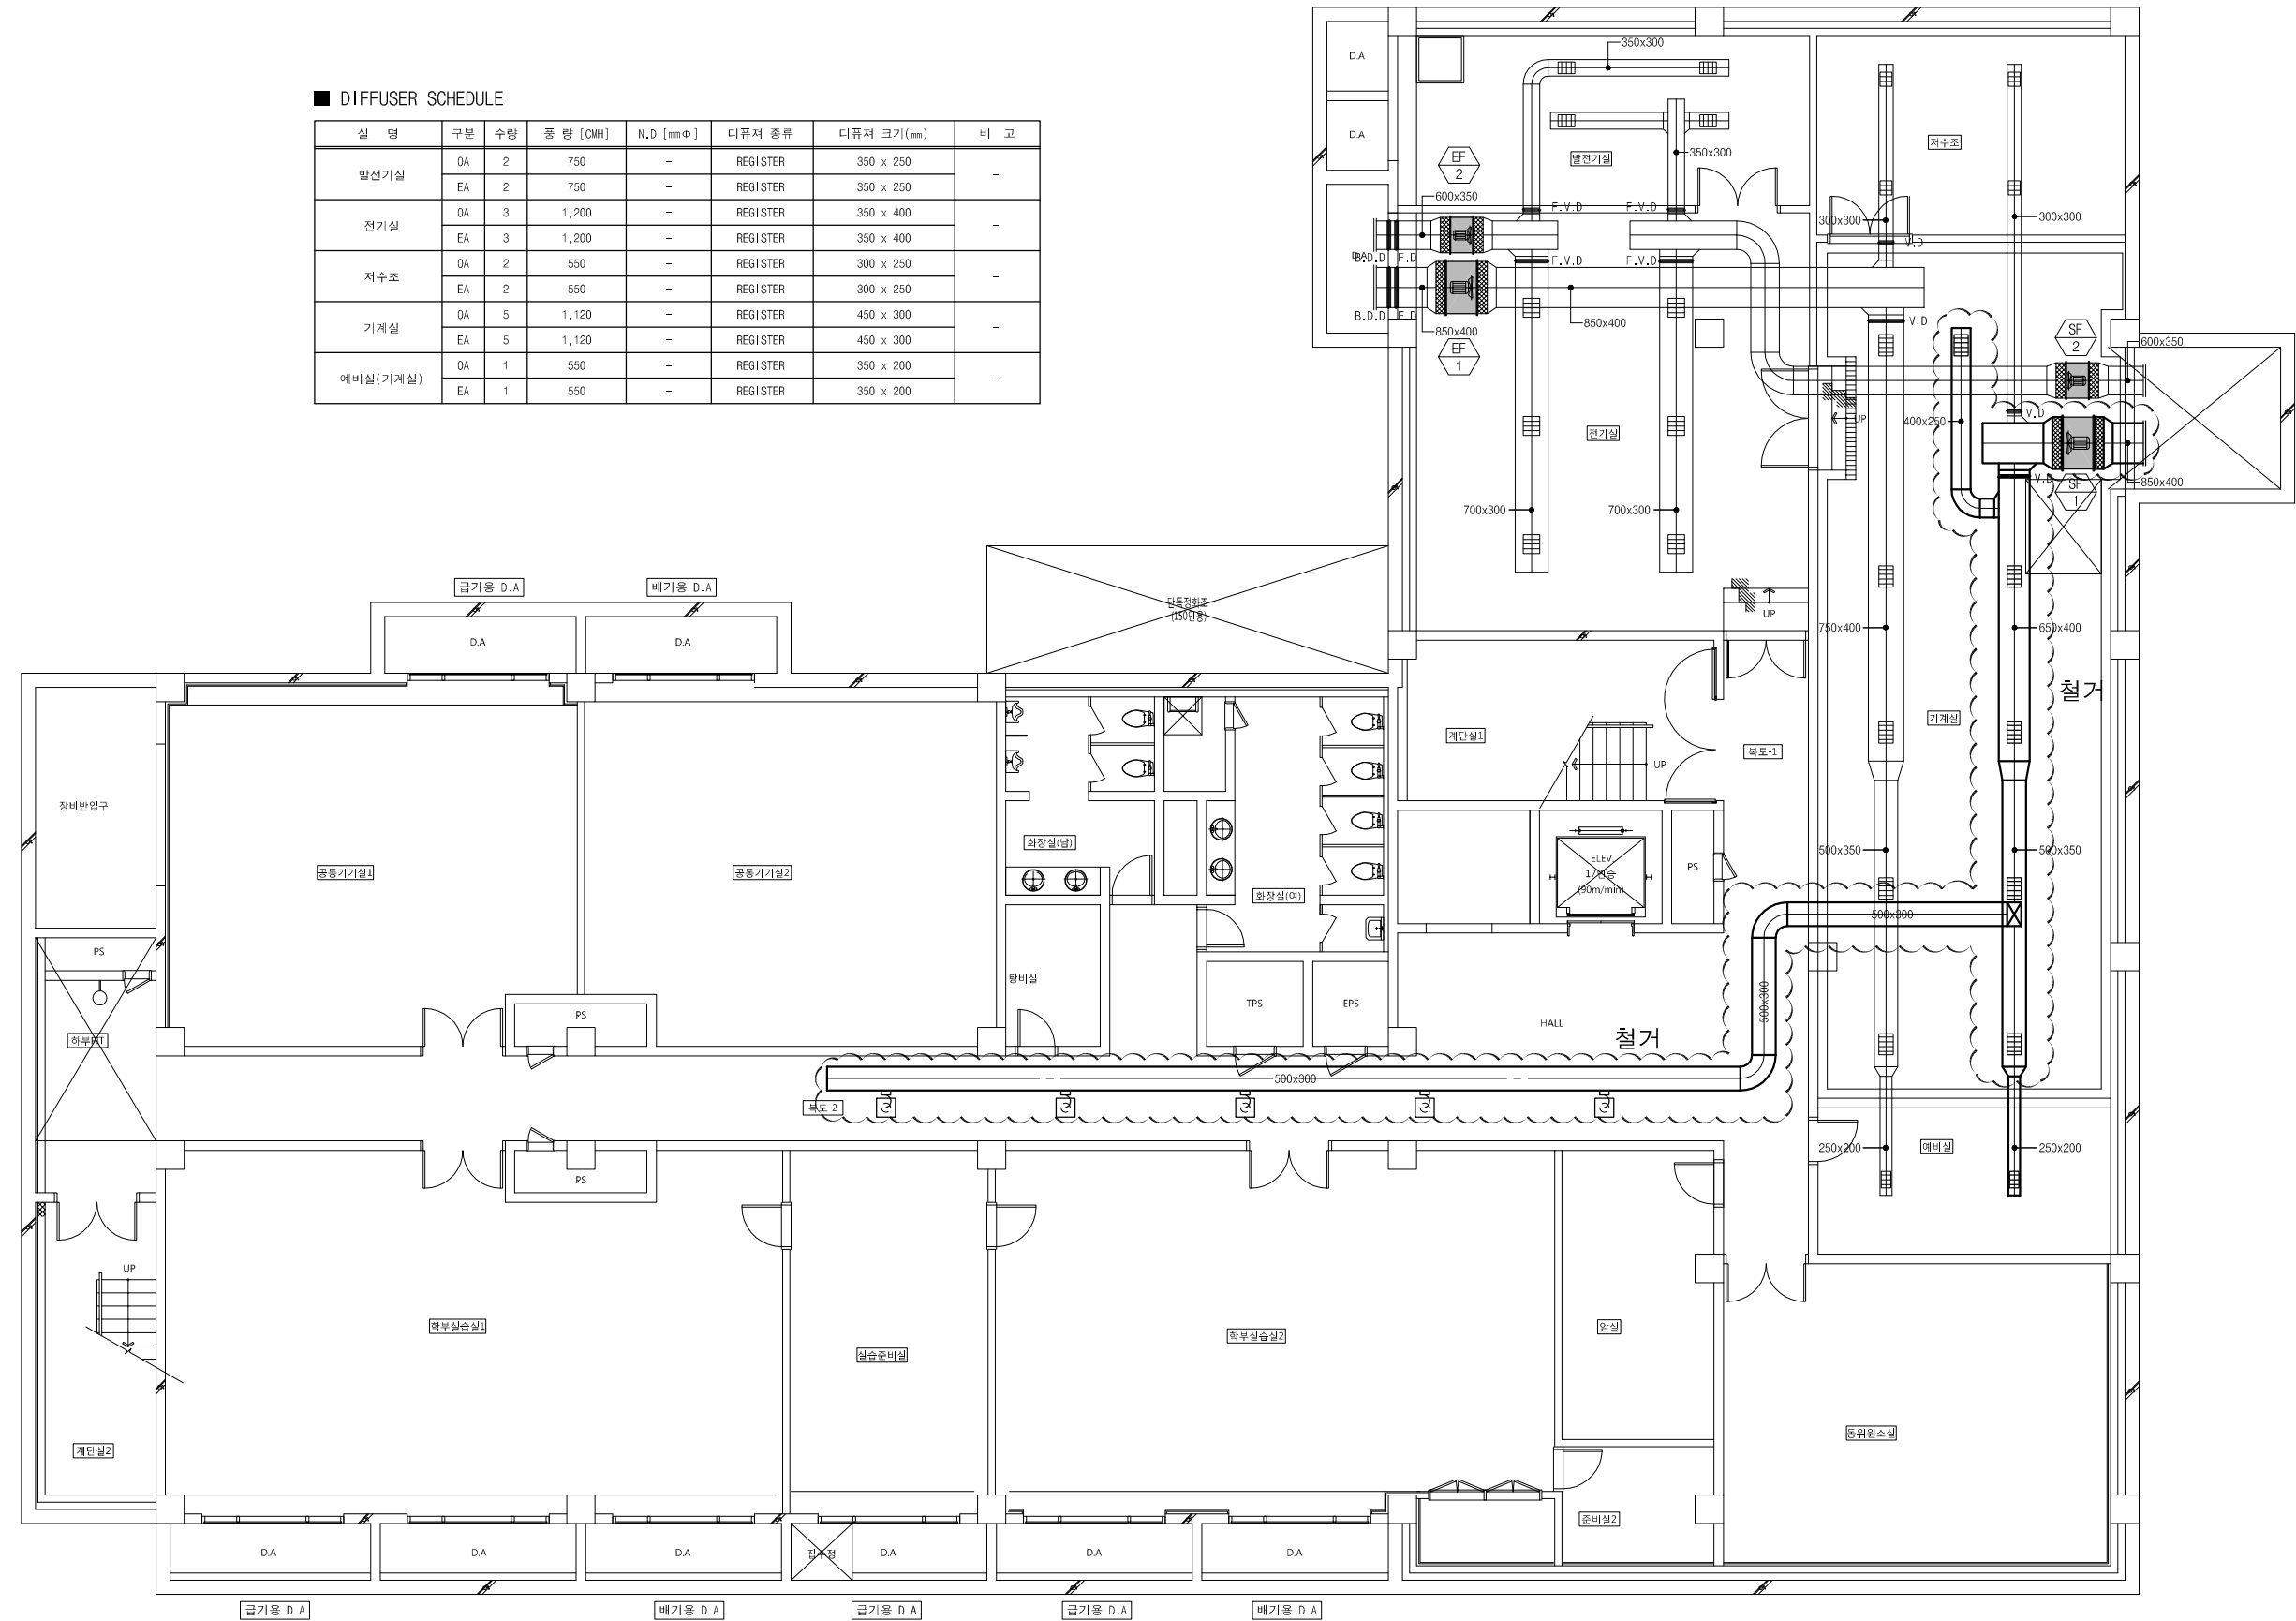 ■ DIFFUSER SCHEDULE
실 명 구분 수량 풍 량 [CMH] N.D [mmΦ] 디퓨져 종류 디퓨져 크기(mm) 비 고
발전기실 OA 2 750 - REGISTER 350 x 250 -
EA 2 750 - REGISTER 350 x 250
전기실 OA 3 1,200 - REGISTER 350 x 400 -
EA 3 1,200 - REGISTER 350 x 400
저수조 OA 2 550 - REGISTER 300 x 250 -
EA 2 550 - REGISTER 300 x 250
기계실 OA 5 1,120 - REGISTER 450 x 300 -
EA 5 1,120 - REGISTER 450 x 300
예비실(기계실) OA 1 550 - REGISTER 350 x 200 -
EA 1 550 - REGISTER 350 x 200
D.A
350x300
D.A
발전기실
350x300
저수조
EF
2
600x350
F.V.D
F.V.D
300x300
300x300
V.D
D.A
B.D.D
F.D
F.V.D
F.V.D
B.D.D
F.D
850x400
850x400
V.D
EF
1
SF
2
600x350
400x250
V.D
UP
전기실
V.D
SF
1
850x400
700x300
700x300
급기용 D.A
배기용 D.A
단독정화조
(150인용)
UP
D.A
D.A
750x400
650x400
철거
계단실1
복도-1
기계실
UP
장비반입구
화장실(남)
500x350
500x350
ELEV.
17인승
(90m/min)
PS
공동기기실1
공동기기실2
화장실(여)
500x300
PS
탕비실
TPS
EPS
500x300
PS
HALL
철거
하부PIT
500x300
복도-2
250x200
예비실
250x200
PS
UP
학부실습실1
실습준비실
학부실습실2
암실
계단실2
동위원소실
준비실2
D.A
D.A
D.A
집수정
D.A
D.A
D.A
급기용 D.A
배기용 D.A
급기용 D.A
급기용 D.A
배기용 D.A